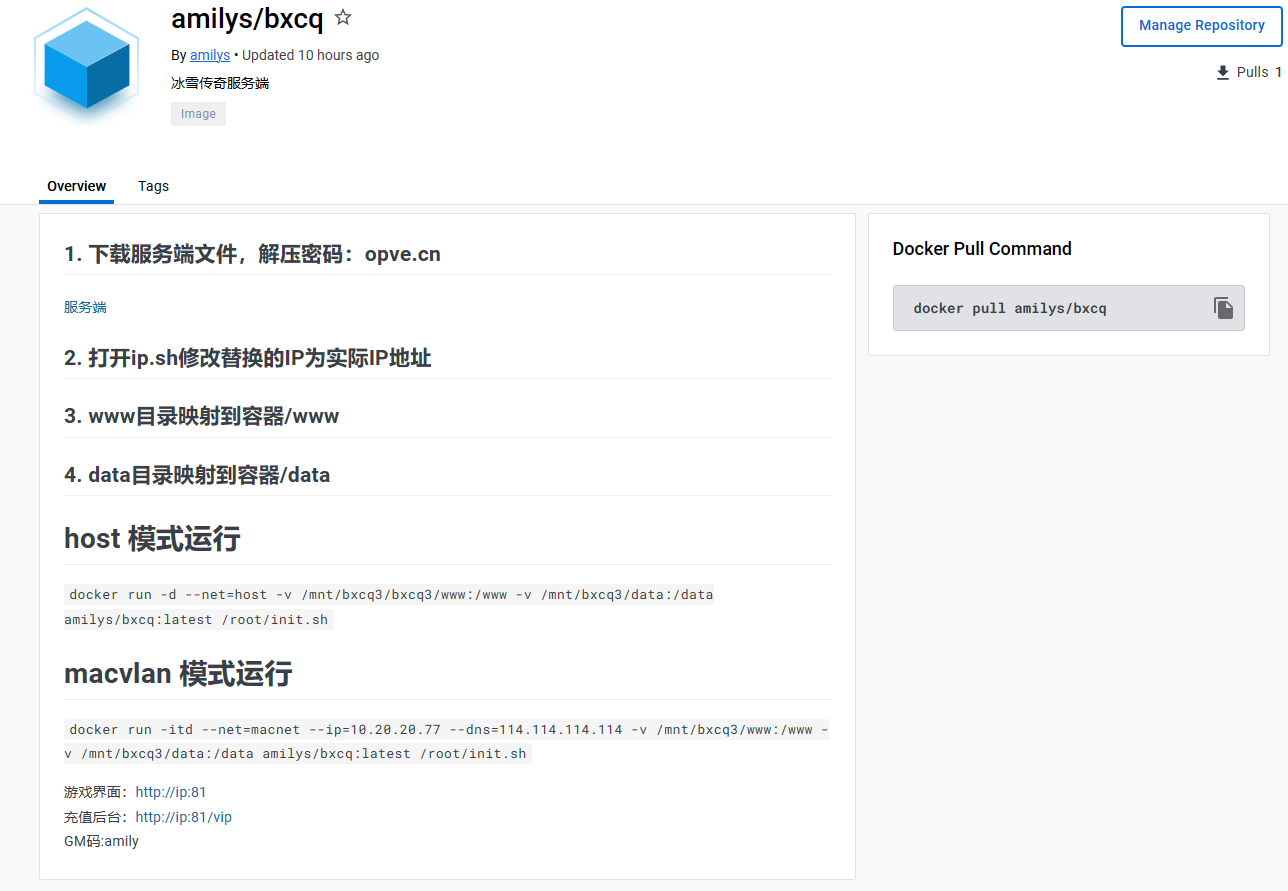 amilys/bxcq
Manage Repository
By amilys • Updated 10 hours ago
Pulls 1
冰雪传奇服务端
Image
Overview
Tags
1. 下载服务端文件，解压密码：opve.cn
服务端
2. 打开ip.sh修改替换的IP为实际IP地址
3. www目录映射到容器/www
4. data目录映射到容器/data
host 模式运行
docker run -d --net=host -v /mnt/bxcq3/bxcq3/www:/www -v /mnt/bxcq3/data:/data
amilys/bxcq:latest /root/init.sh
macvlan 模式运行
docker run -itd --net=macnet --ip=10.20.20.77 --dns=114.114.114.114 -v /mnt/bxcq3/www:/www -
v /mnt/bxcq3/data:/data amilys/bxcq:latest /root/init.sh
游戏界面：http://ip:81
充值后台：http://ip:81/vip
GM码:amily
Docker Pull Command
docker pull amilys/bxcq